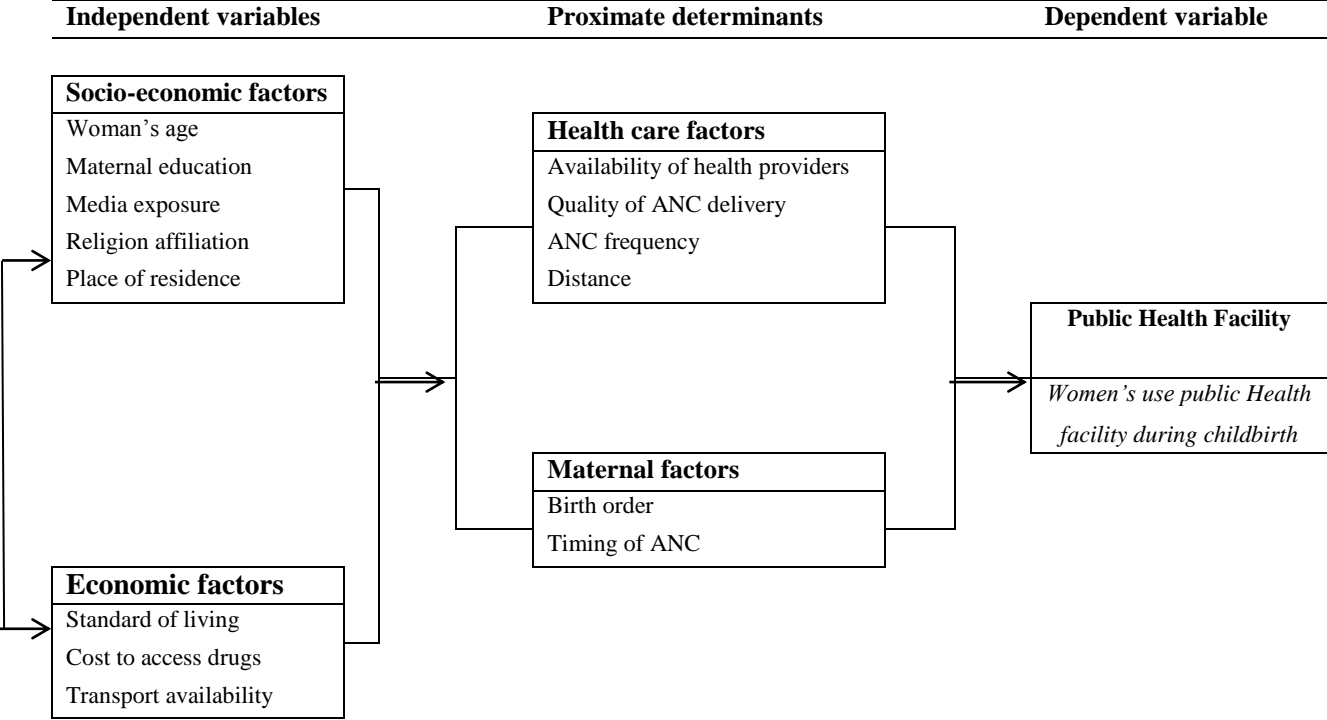 Independent variables
Proximate determinants
Dependent variable
Socio-economic factors
Woman’s age
Maternal education
Media exposure
Religion affiliation
Place of residence
Economic factors
Standard of living
Cost to access drugs
Transport availability
Health care factors
Availability of health providers
Quality of ANC delivery
ANC frequency
Distance
Maternal factors
Birth order
Timing of ANC
Public Health Facility
Women’s use public Health
facility during childbirth